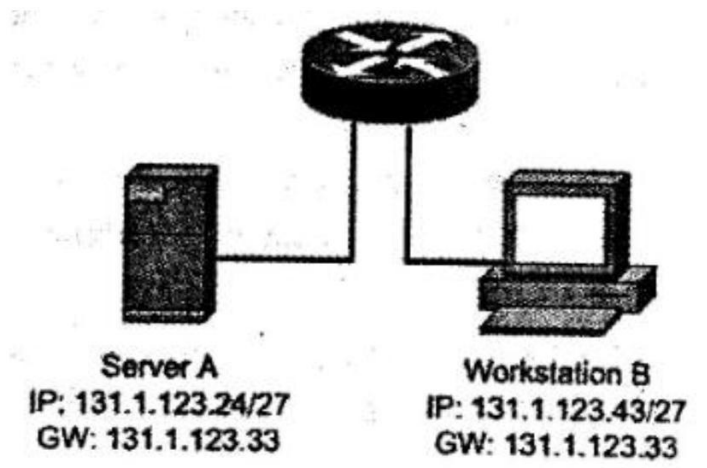 Server A
IP: 131.1.123.24/27
GW: 131.1.123.33
Workstation B
IP: 131.1.123.43/27
GW: 131.1.123.33